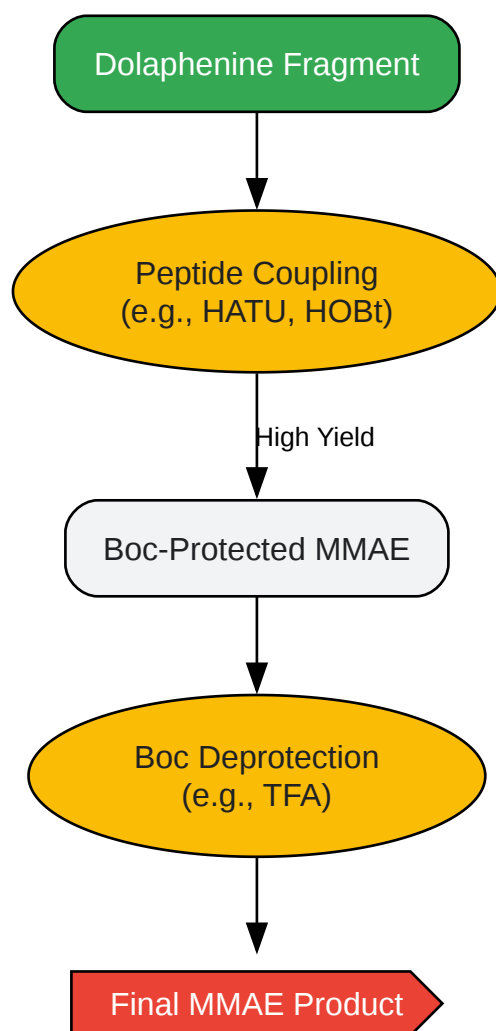 Dolaphenine Fragment
Peptide Coupling
(e.g., HATU, HOBt)
High Yield
Boc-Protected MMAE
Boc Deprotection
(e.g., TFA)
Final MMAE Product